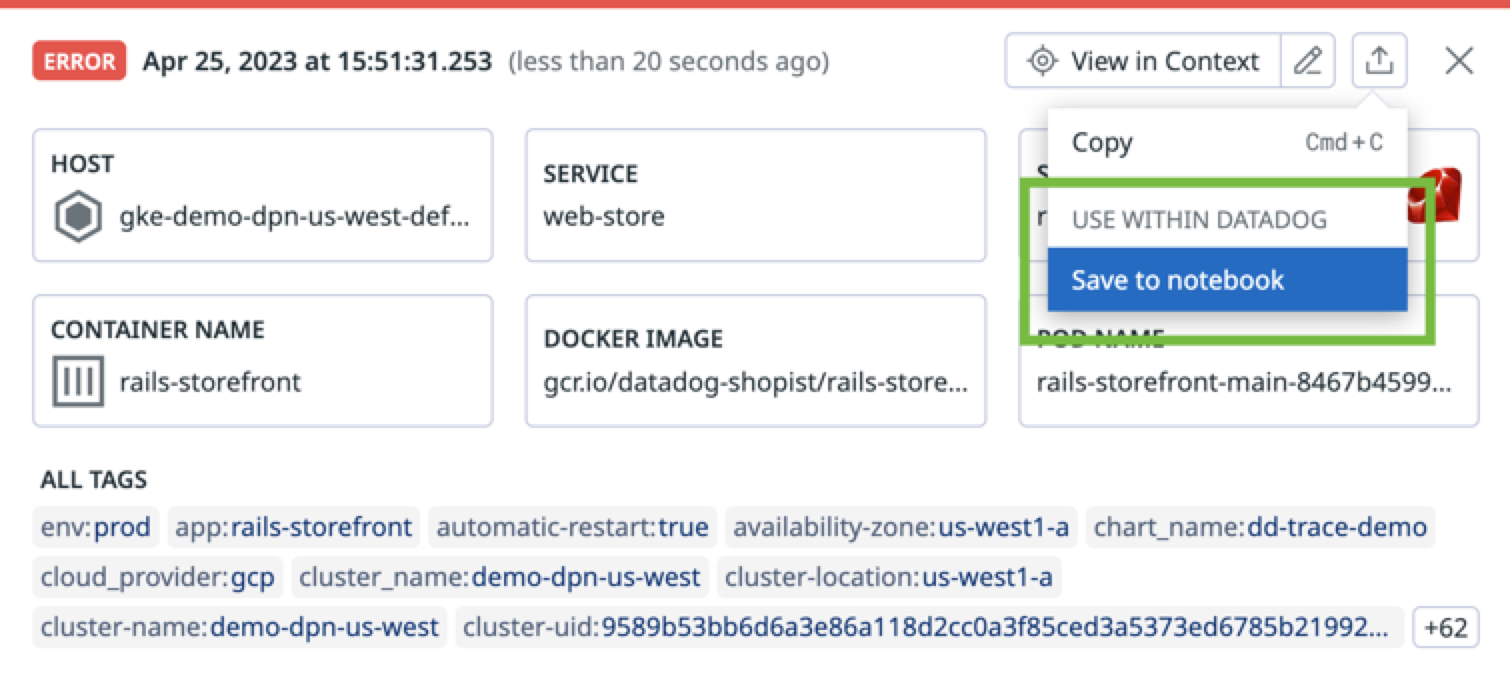 ERROR Apr 25, 2023 at 15:51:31.253 (less than 20 seconds ago) View in Context
Copy Cmd+C
HOST
gke-demo-dpn-us-west-def...
SERVICE
web-store
USE WITHIN DATADOG
Save to notebook
CONTAINER NAME
rails-storefront
DOCKER IMAGE
gcr.io/datadog-shopist/rails-store...
POD NAME
rails-storefront-main-8467b4599...
ALL TAGS
env:prod app:rails-storefront automatic-restart:true availability-zone:us-west1-a chart_name:dd-trace-demo
cloud_provider:gcp cluster_name:demo-dpn-us-west cluster-location:us-west1-a
cluster-name:demo-dpn-us-west cluster-uid:9589b53bb6d6a3e86a118d2cc0a3f85ced3a5373ed6785b21992... +62